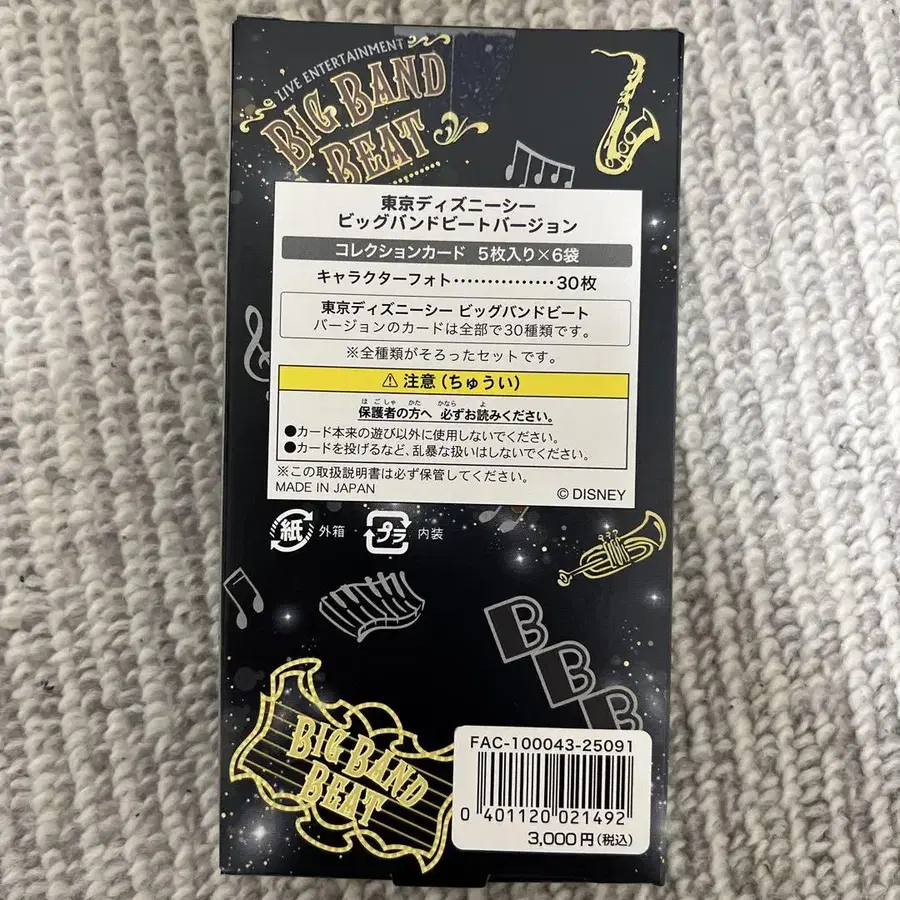 LIVE ENTERTAINMENT
BIG BAND
BEAT
東京ディズニーシー
ビッグバンドビートバージョン
コレクションカード 5枚入り×6袋
キャラクターフォト……………30枚
東京ディズニーシー ビッグバンドビート
バージョンのカードは全部で30種類です。
※全種類がそろったセットです。
⚠ 注意(ちゅうい)
ほごしゃ かた かなら よ
保護者の方へ 必ずお読みください。
●カード本来の遊び以外に使用しないでください。
●カードを投げるなど、乱暴な扱いはしないでください。
※この取扱説明書は必ず保管してください。
MADE IN JAPAN
© DISNEY
紙 外箱
プラ 内装
BBB
BIG BAND
BEAT
FAC-100043-25091
0 401120 021492
3,000円(税込)